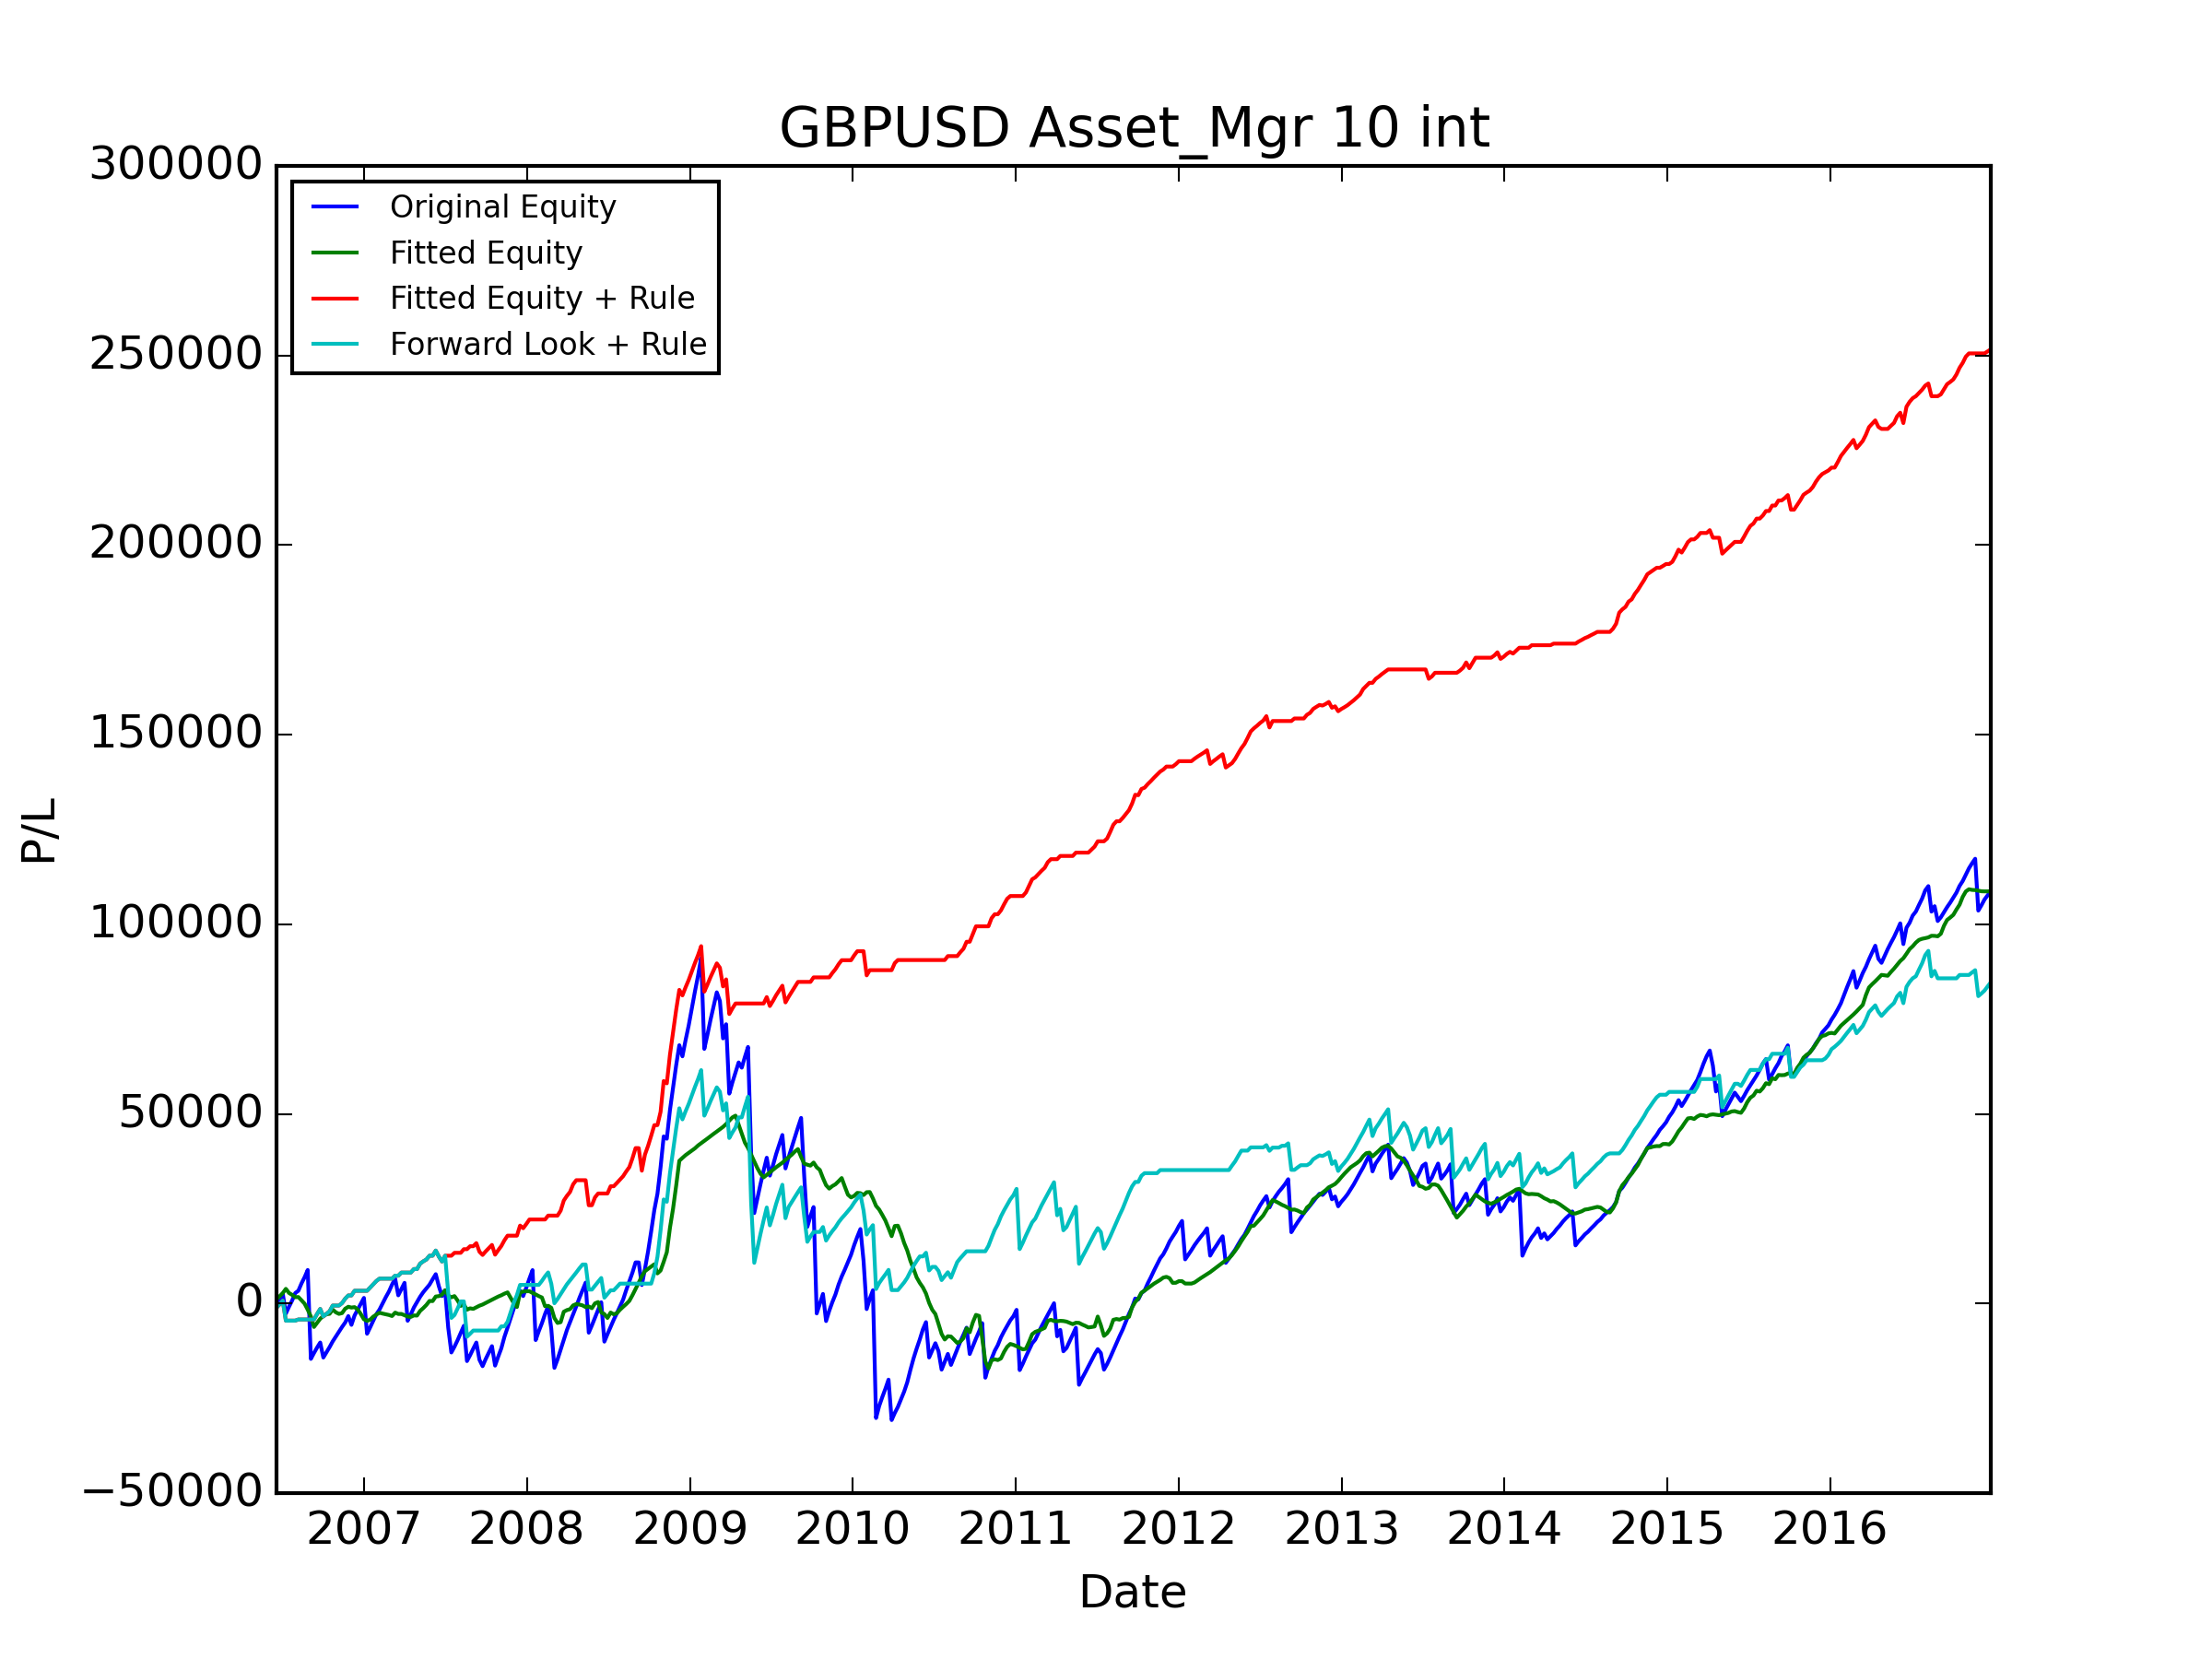 GBPUSD Asset_Mgr 10 int
300000
250000
200000
150000
100000
50000
0
−50000
P/L
Original Equity
Fitted Equity
Fitted Equity + Rule
Forward Look + Rule
2007 2008 2009 2010 2011 2012 2013 2014 2015 2016
Date